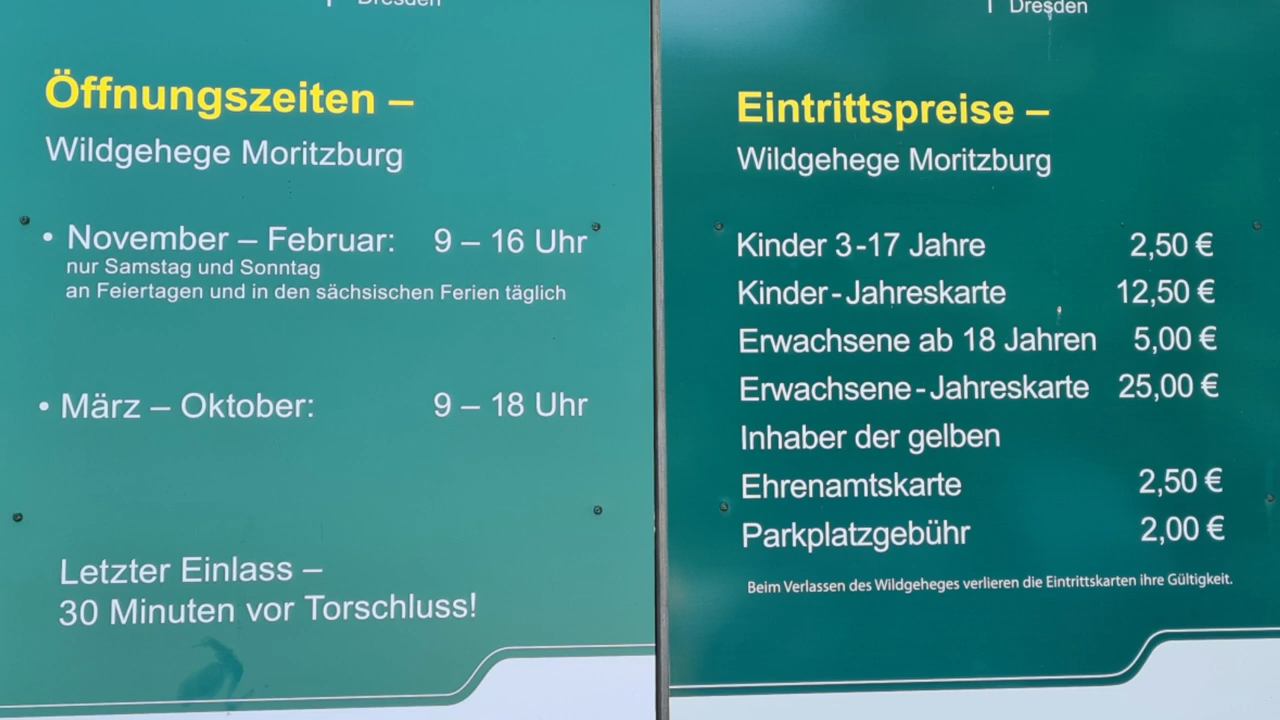 Dresden
Öffnungszeiten –
Wildgehege Moritzburg
• November – Februar: 9 – 16 Uhr
nur Samstag und Sonntag
an Feiertagen und in den sächsischen Ferien täglich
• März – Oktober: 9 – 18 Uhr
Letzter Einlass –
30 Minuten vor Torschluss!
Dresden
Eintrittspreise –
Wildgehege Moritzburg
Kinder 3-17 Jahre 2,50 €
Kinder-Jahreskarte 12,50 €
Erwachsene ab 18 Jahren 5,00 €
Erwachsene-Jahreskarte 25,00 €
Inhaber der gelben
Ehrenamtskarte 2,50 €
Parkplatzgebühr 2,00 €
Beim Verlassen des Wildgeheges verlieren die Eintrittskarten ihre Gültigkeit.